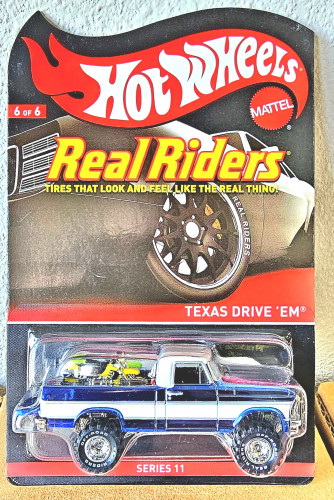 HOT WHEELS
MATTEL
6 OF 6
Real Riders
TIRES THAT LOOK AND FEEL LIKE THE REAL THING!
REAL RIDERS
TEXAS DRIVE 'EM®
SERIES 11